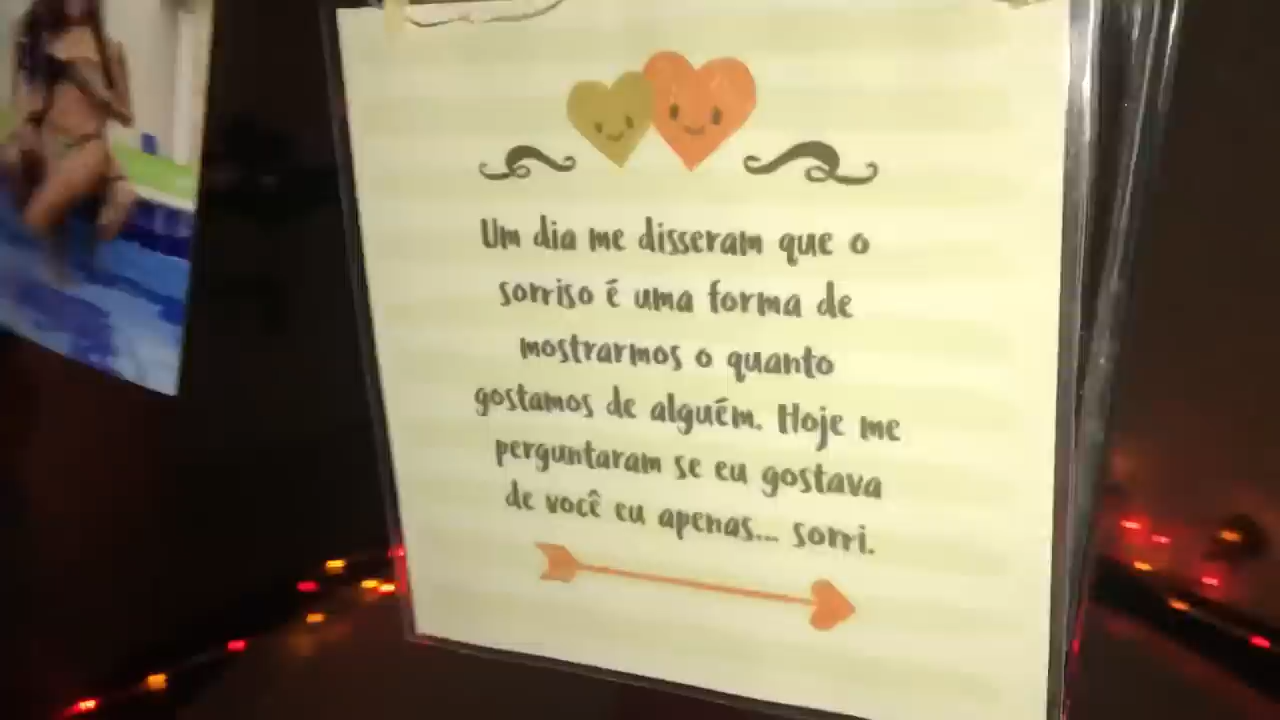 Um dia me disseram que o
sorriso é uma forma de
mostrarmos o quanto
gostamos de alguém. Hoje me
perguntaram se eu gostava
de você eu apenas... sorri.